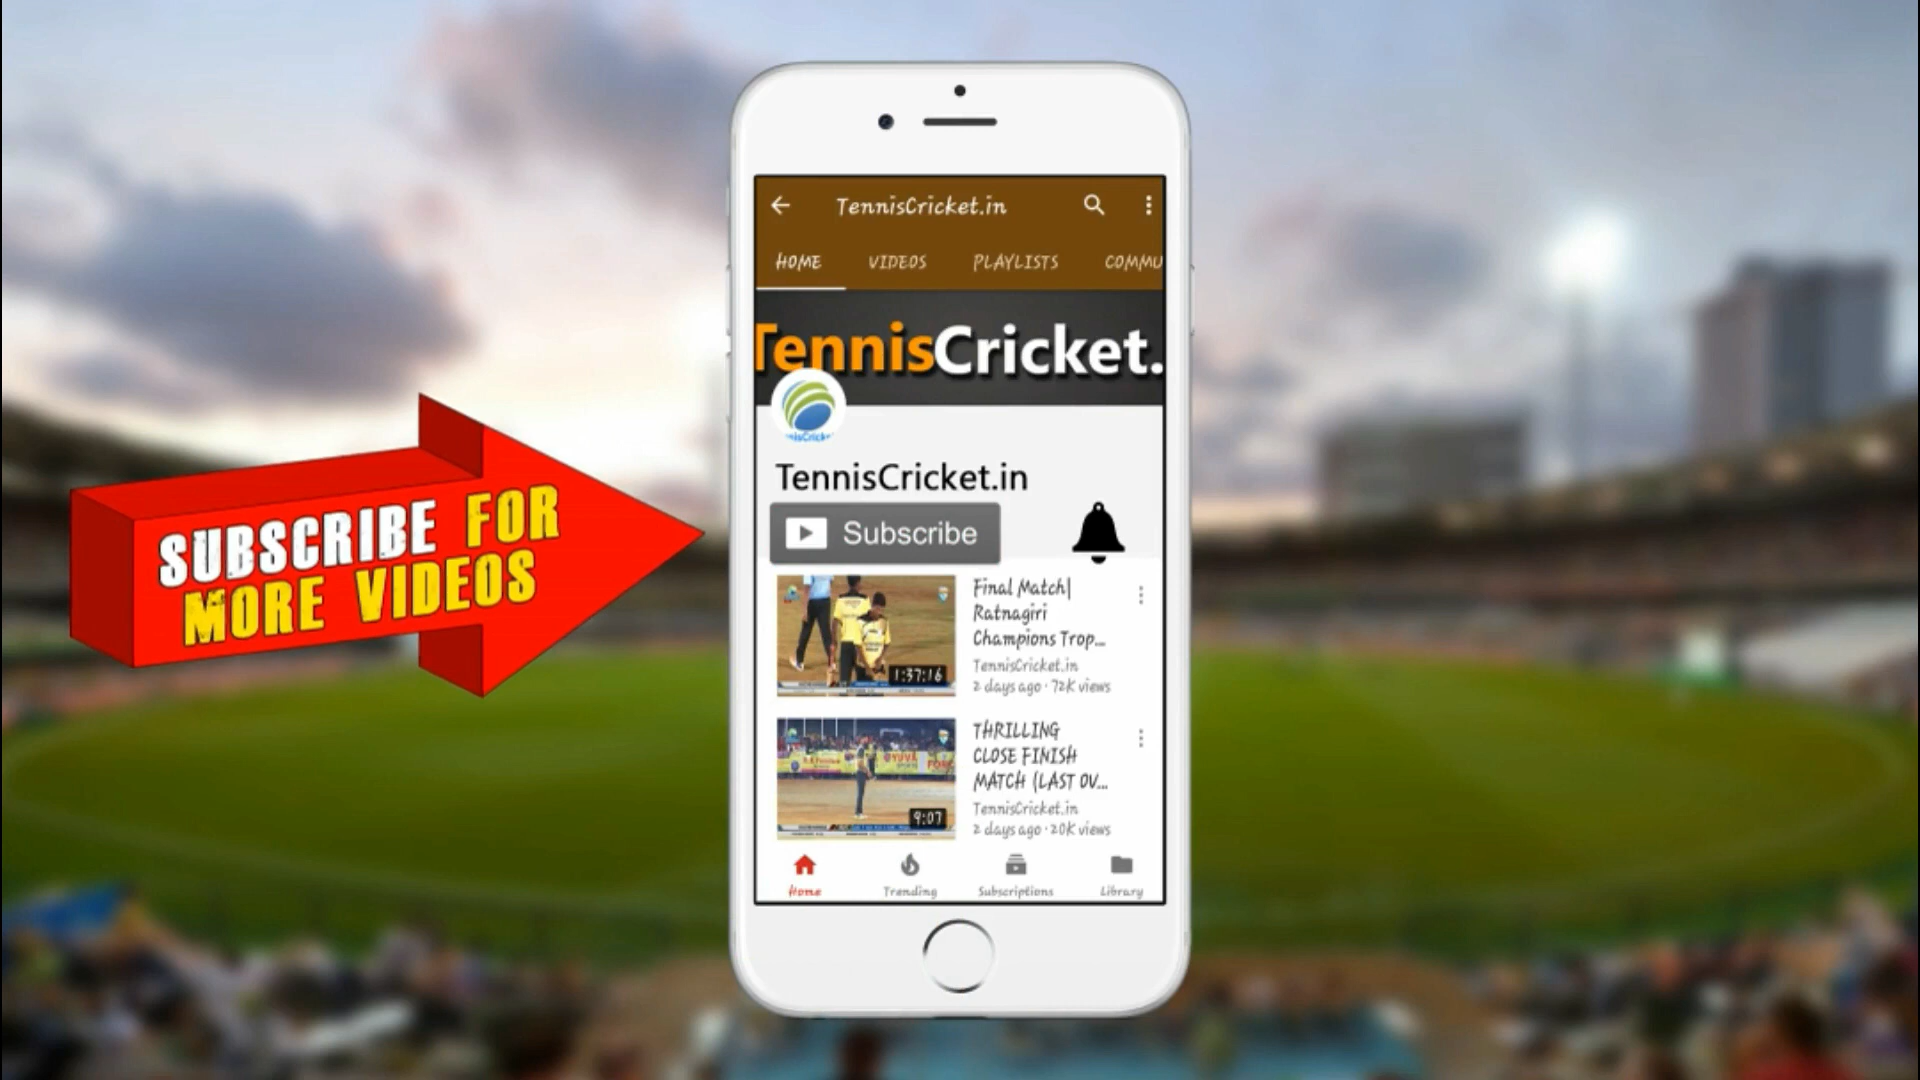 SUBSCRIBE FOR
MORE VIDEOS
TennisCricket.in
HOME VIDEOS PLAYLISTS COMMU
TennisCricket.
TennisCricket.in
Subscribe
Final Match|
Ratnagiri
Champions Trop...
TennisCricket.in
2 days ago · 72K views
1:37:16
THRILLING
CLOSE FINISH
MATCH (LAST OV...
TennisCricket.in
2 days ago · 20K views
YUVA
9:07
Home Trending Subscriptions Library